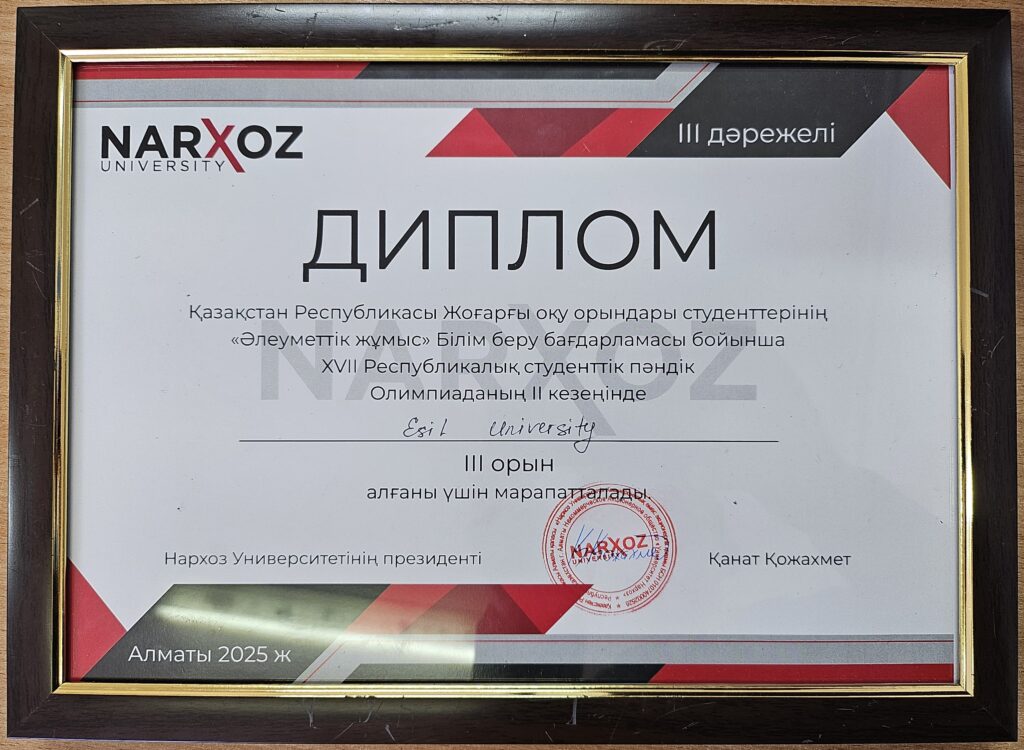 NARXOZ
UNIVERSITY
III дәрежелі
ДИПЛОМ
Қазақстан Республикасы Жоғарғы оқу орындары студенттерінің
«Әлеуметтік жұмыс» Білім беру бағдарламасы бойынша
XVII Республикалық студенттік пәндік
Олимпиаданың II кезеңінде
Esil University
III орын
алғаны үшін марапатталады.
Нархоз Университетінің президенті
NARXOZ
UNIVERSITY
Қанат Қожахмет
Алматы 2025 ж